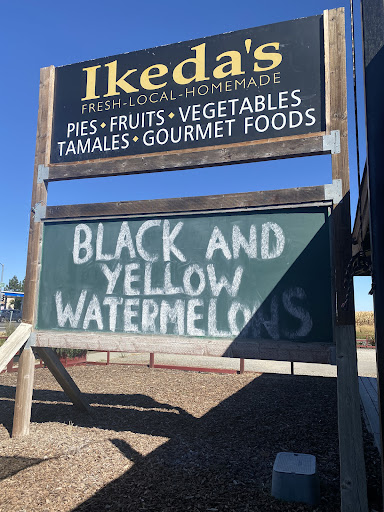 Ikeda's
FRESH-LOCAL-HOMEMADE
PIES • FRUITS • VEGETABLES
TAMALES • GOURMET FOODS
BLACK AND
YELLOW
WATERMELONS